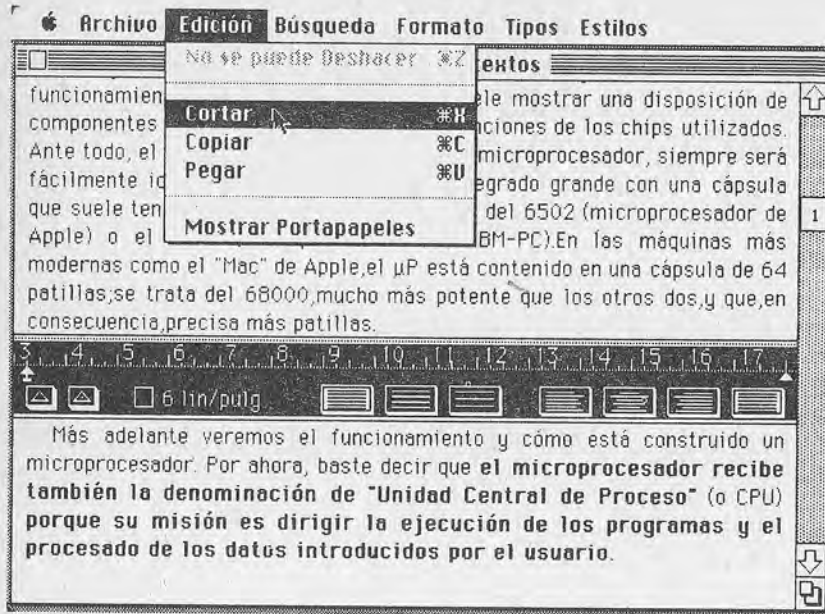 Archivo Edición Búsqueda Formato Tipos Estilos
No se puede Deshacer ⌘Z
Cortar ⌘X
Copiar ⌘C
Pegar ⌘V
Mostrar Portapapeles
extos
funcionamien ele mostrar una disposición de
componentes ciones de los chips utilizados.
Ante todo, el microprocesador, siempre será
fácilmente id egrado grande con una cápsula
que suele ten del 6502 (microprocesador de
Apple) o el BM-PC).En las máquinas más
modernas como el "Mac" de Apple,el µP está contenido en una cápsula de 64
patillas;se trata del 68000,mucho más potente que los otros dos,y que,en
consecuencia,precisa más patillas.
1
3 4 5 6 7 8 9 10 11 12 13 14 15 16 17
6 lin/pulg
Más adelante veremos el funcionamiento y cómo está construido un
microprocesador. Por ahora, baste decir que el microprocesador recibe
también la denominación de "Unidad Central de Proceso" (o CPU)
porque su misión es dirigir la ejecución de los programas y el
procesado de los datos introducidos por el usuario.